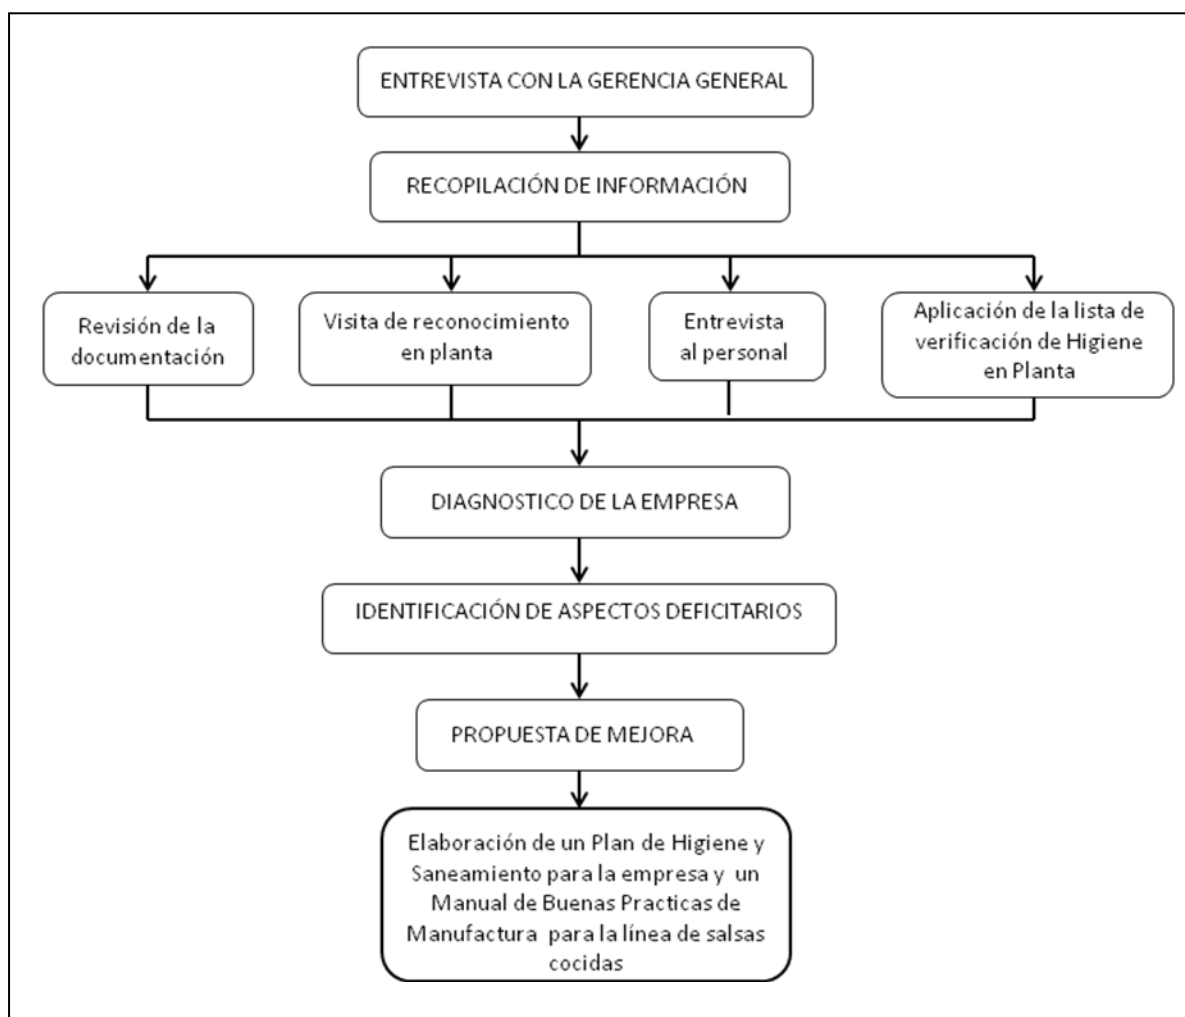 ENTREVISTA CON LA GERENCIA GENERAL
RECOPILACIÓN DE INFORMACIÓN
Revisión de la
documentación
Visita de reconocimiento
en planta
Entrevista
al personal
Aplicación de la lista de
verificación de Higiene
en Planta
DIAGNOSTICO DE LA EMPRESA
IDENTIFICACIÓN DE ASPECTOS DEFICITARIOS
PROPUESTA DE MEJORA
Elaboración de un Plan de Higiene y
Saneamiento para la empresa y un
Manual de Buenas Practicas de
Manufactura para la línea de salsas
cocidas